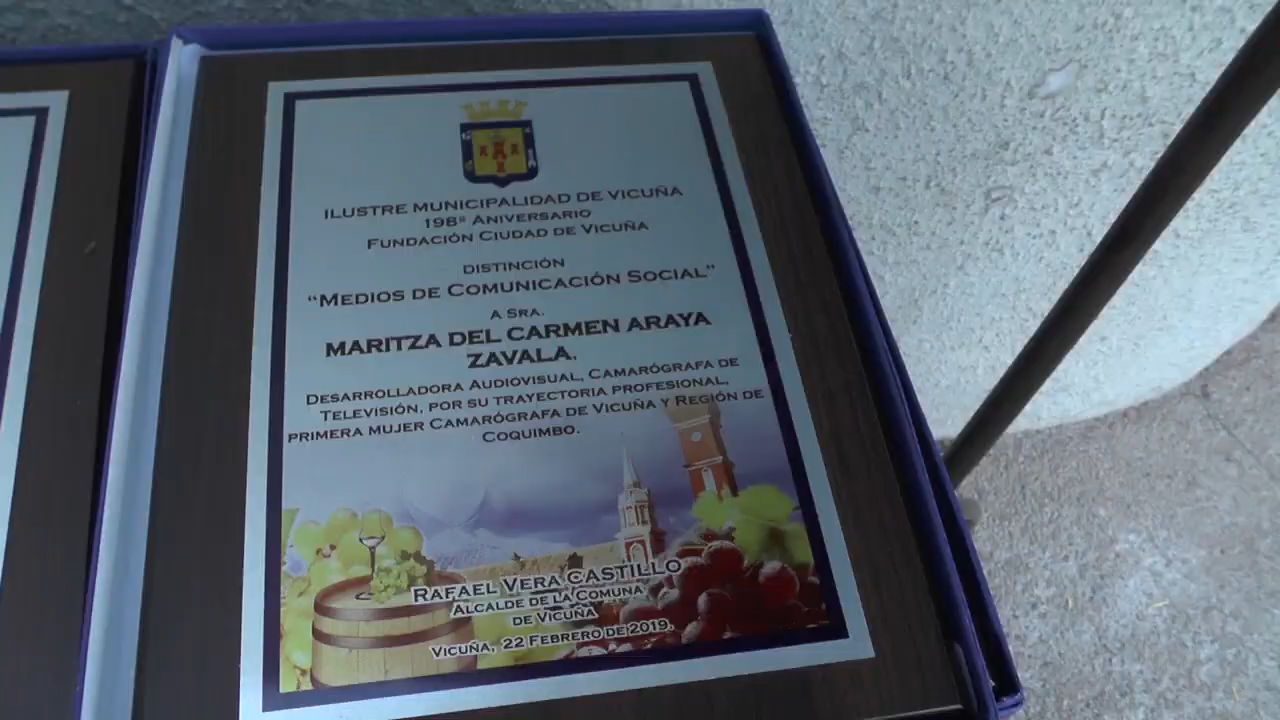 ILUSTRE MUNICIPALIDAD DE VICUÑA
198º ANIVERSARIO
FUNDACIÓN CIUDAD DE VICUÑA
DISTINCIÓN
“MEDIOS DE COMUNICACIÓN SOCIAL”
A SRA.
MARITZA DEL CARMEN ARAYA
ZAVALA.
DESARROLLADORA AUDIOVISUAL, CAMARÓGRAFA DE
TELEVISIÓN, POR SU TRAYECTORIA PROFESIONAL,
PRIMERA MUJER CAMARÓGRAFA DE VICUÑA Y REGIÓN DE
COQUIMBO.
RAFAEL VERA CASTILLO
ALCALDE DE LA COMUNA
DE VICUÑA
VICUÑA, 22 FEBRERO DE 2019.